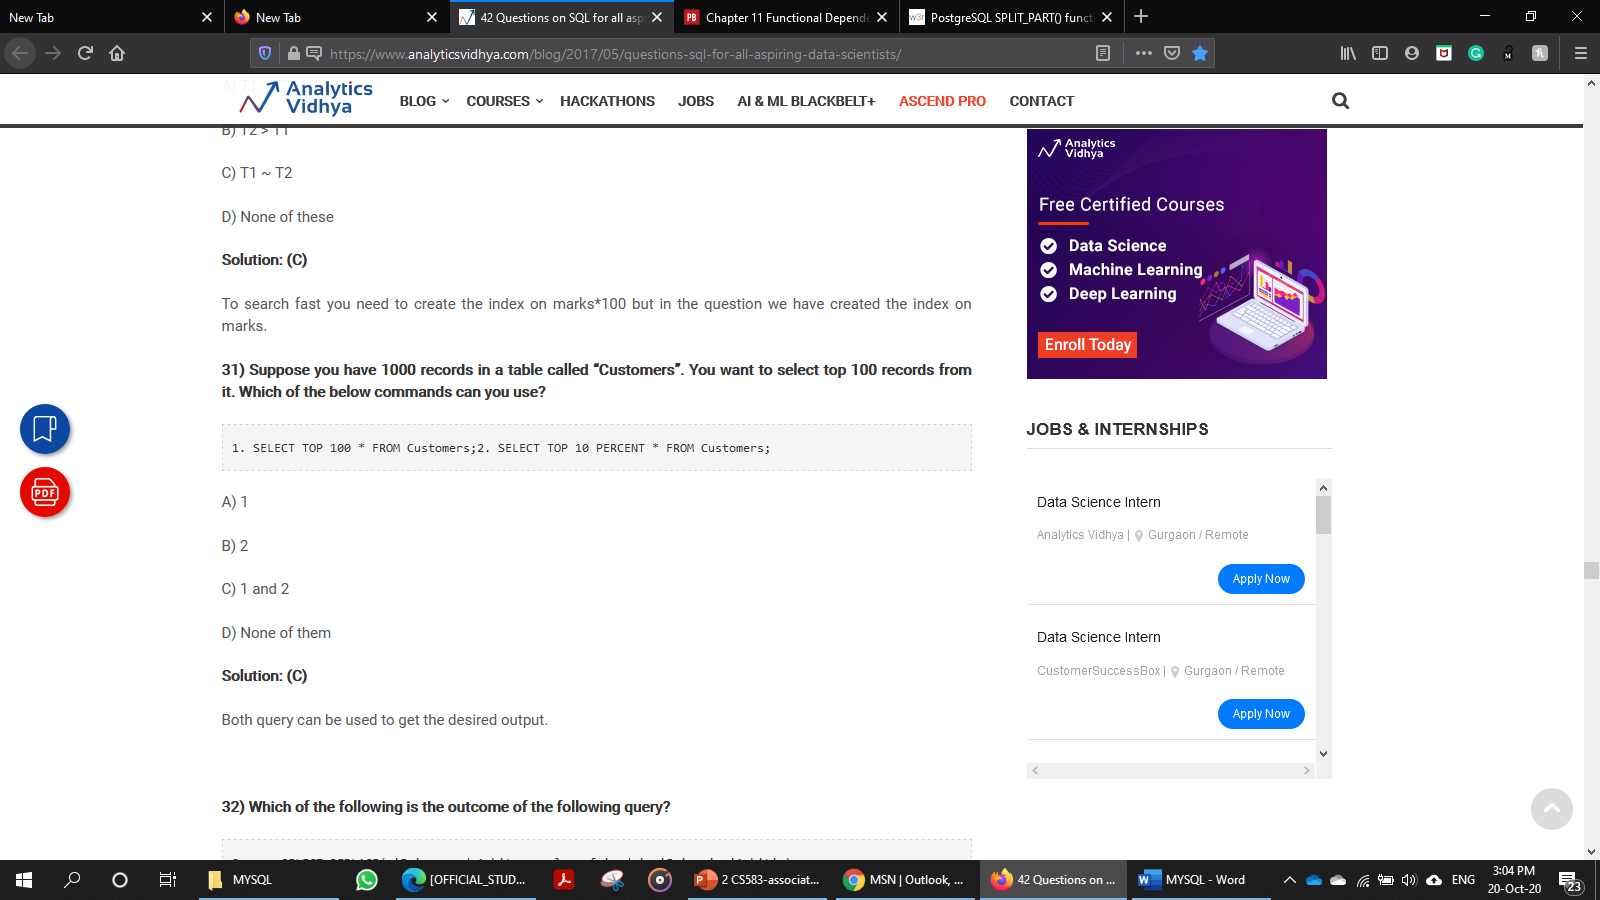 New Tab
New Tab
42 Questions on SQL for all asp
PB
Chapter 11 Functional Depend
w3r
PostgreSQL SPLIT_PART() funct
https://www.analyticsvidhya.com/blog/2017/05/questions-sql-for-all-aspiring-data-scientists/
Analytics
Vidhya
BLOG
COURSES
HACKATHONS
JOBS
AI & ML BLACKBELT+
ASCEND PRO
CONTACT
B) T2 > T1
C) T1 ~ T2
D) None of these
Solution: (C)
To search fast you need to create the index on marks*100 but in the question we have created the index on
marks.
31) Suppose you have 1000 records in a table called “Customers”. You want to select top 100 records from
it. Which of the below commands can you use?
1. SELECT TOP 100 * FROM Customers;2. SELECT TOP 10 PERCENT * FROM Customers;
A) 1
B) 2
C) 1 and 2
D) None of them
Solution: (C)
Both query can be used to get the desired output.
32) Which of the following is the outcome of the following query?
PDF
Analytics
Vidhya
Free Certified Courses
Data Science
Machine Learning
Deep Learning
Enroll Today
JOBS & INTERNSHIPS
Data Science Intern
Analytics Vidhya | Gurgaon / Remote
Apply Now
Data Science Intern
CustomerSuccessBox | Gurgaon / Remote
Apply Now
MYSQL
[OFFICIAL_STUD...
2 CS583-associat...
MSN | Outlook, ...
42 Questions on ...
MYSQL - Word
ENG
3:04 PM
20-Oct-20
23